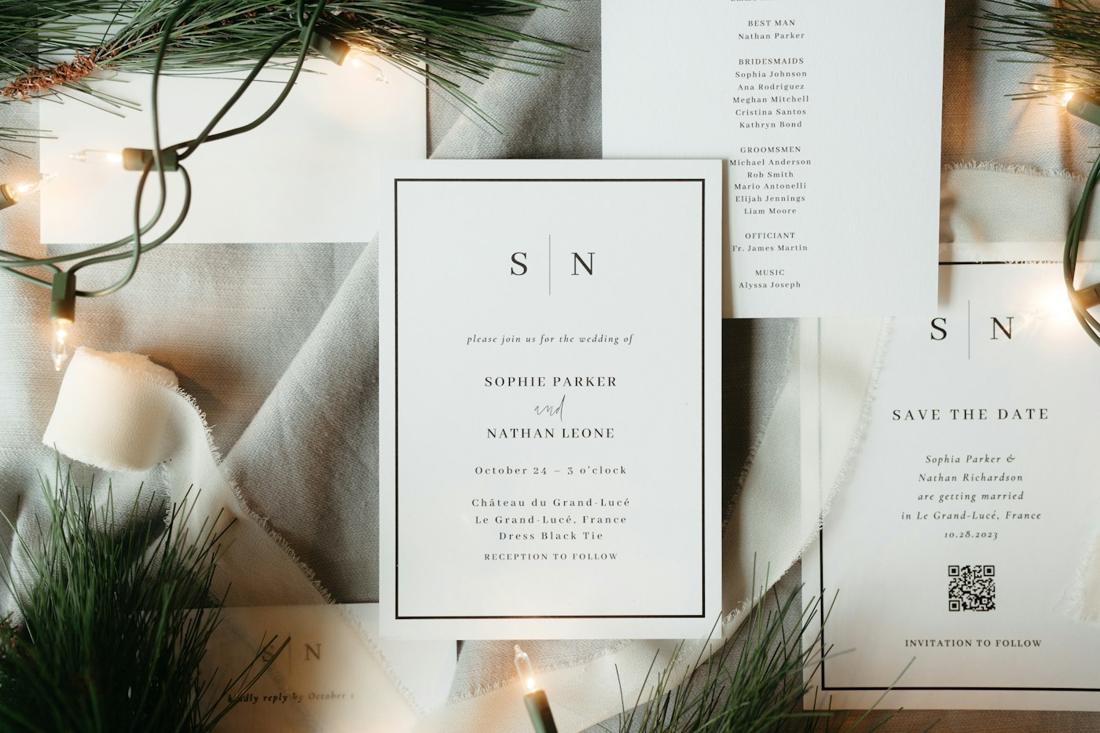 BEST MAN
Nathan Parker
BRIDESMAIDS
Sophia Johnson
Ana Rodriguez
Meghan Mitchell
Cristina Santos
Kathryn Bond
GROOMSMEN
Michael Anderson
Rob Smith
Mario Antonelli
Elijah Jennings
Liam Moore
OFFICIANT
Fr. James Martin
MUSIC
Alyssa Joseph
S | N
please join us for the wedding of
SOPHIE PARKER
and
NATHAN LEONE
October 24 – 3 o'clock
Château du Grand-Lucé
Le Grand-Lucé, France
Dress Black Tie
RECEPTION TO FOLLOW
S | N
SAVE THE DATE
Sophia Parker &
Nathan Richardson
are getting married
in Le Grand-Lucé, France
10.28.2023
INVITATION TO FOLLOW
S | N
kindly reply by October 1